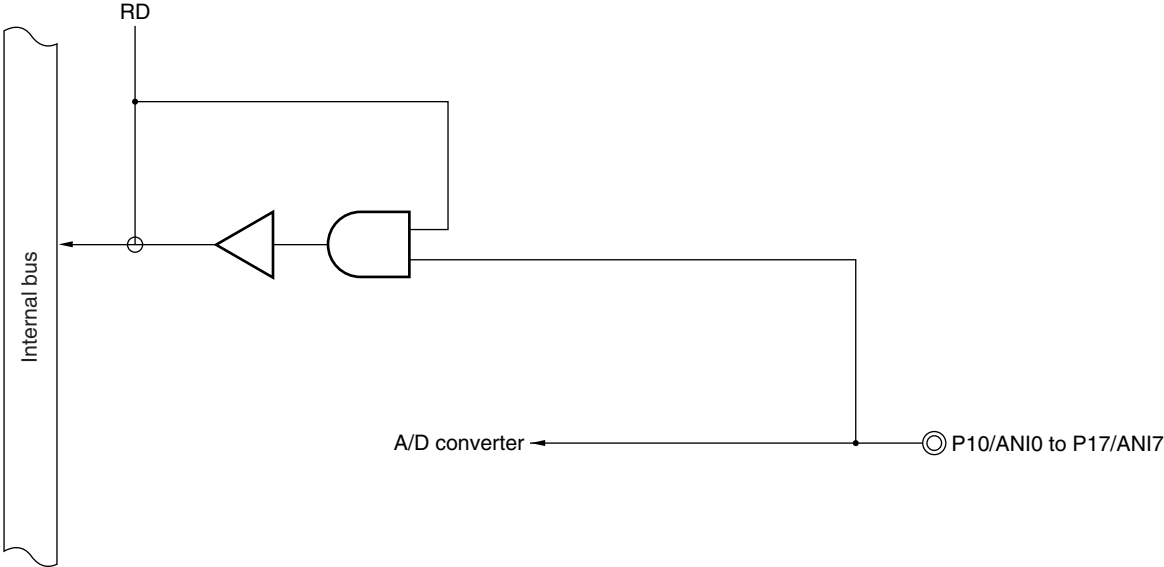 RD
Internal bus
A/D converter
P10/ANI0 to P17/ANI7